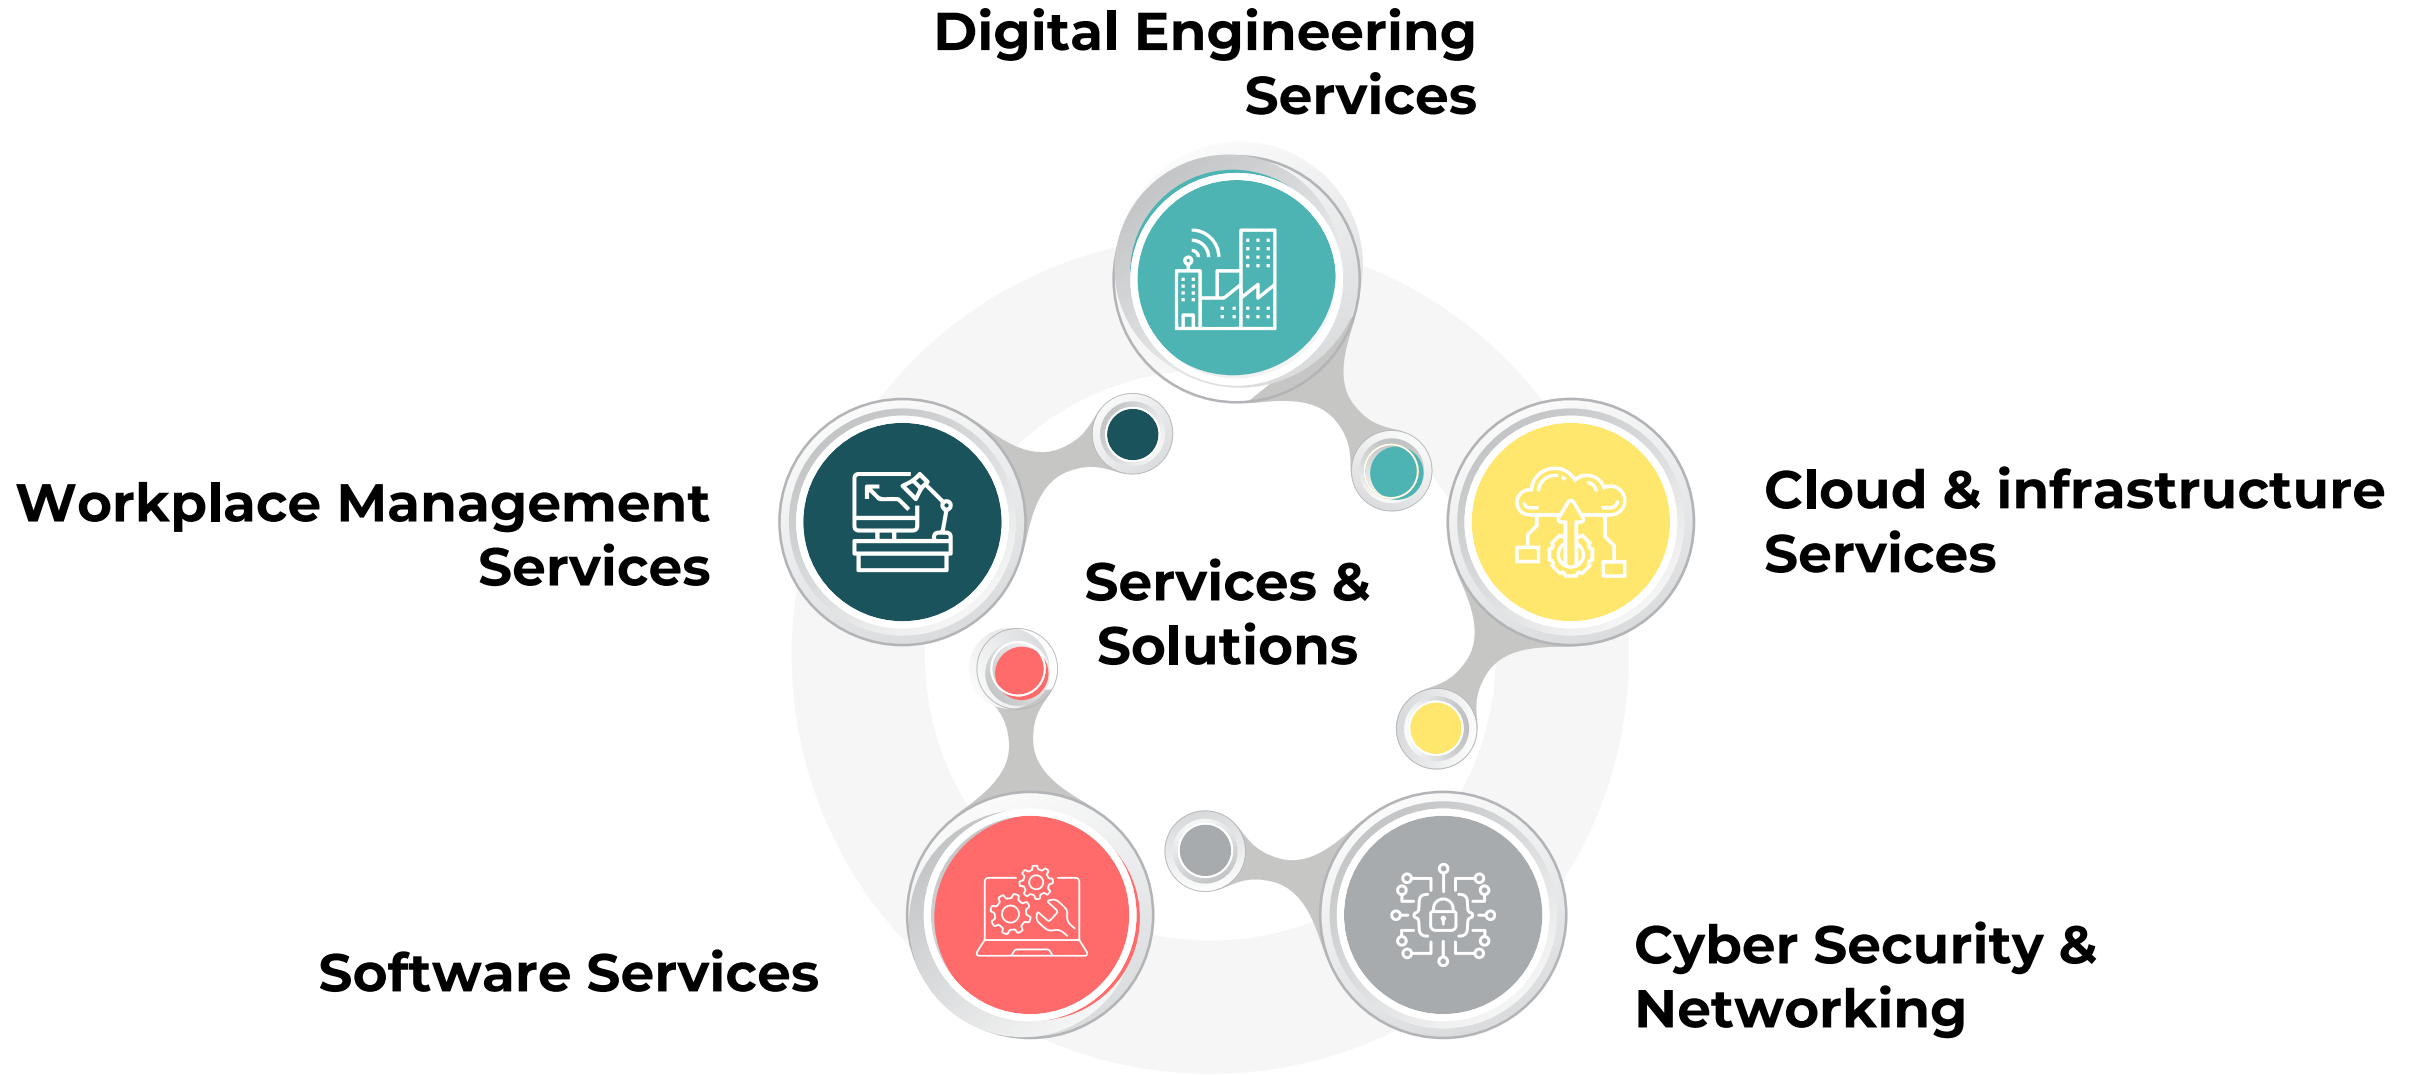 Digital Engineering
Services
Workplace Management
Services
Cloud & infrastructure
Services
Services &
Solutions
Software Services
Cyber Security &
Networking